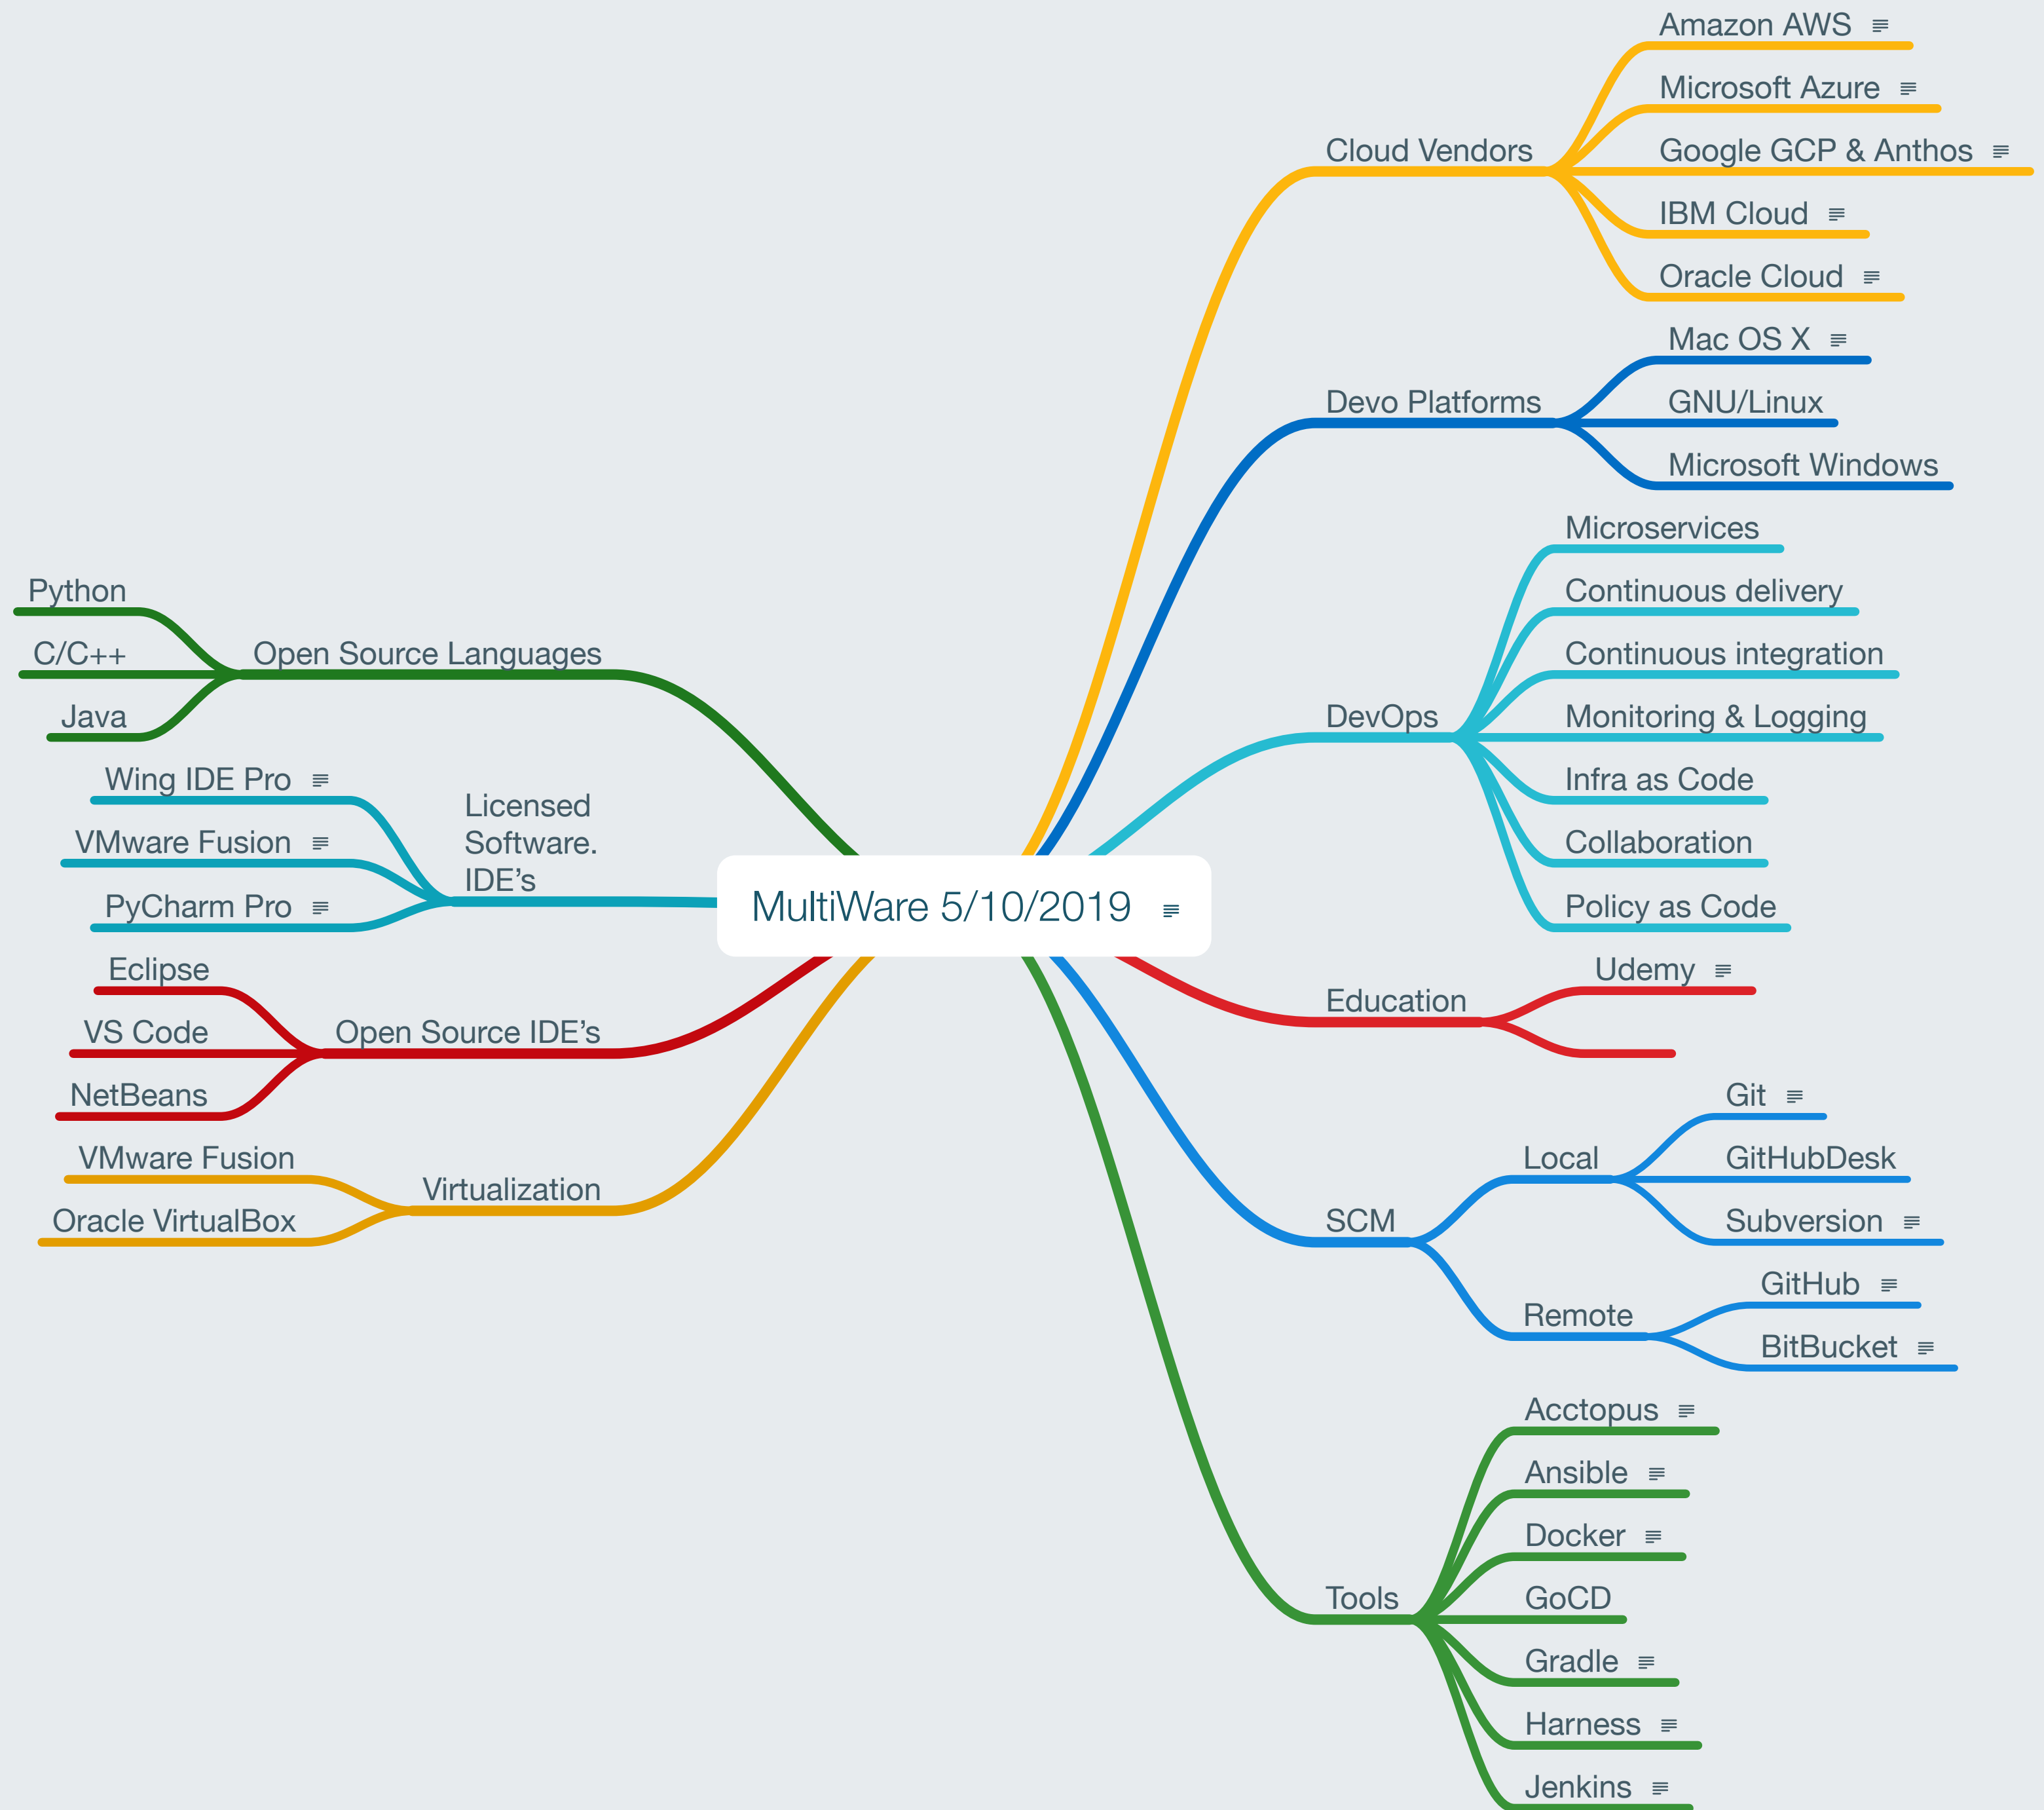 Amazon AWS
Microsoft Azure
Cloud Vendors
Google GCP & Anthos
IBM Cloud
Oracle Cloud
Mac OS X
Devo Platforms
GNU/Linux
Microsoft Windows
Microservices
Continuous delivery
Continuous integration
DevOps
Monitoring & Logging
Infra as Code
Collaboration
Policy as Code
Python
C/C++
Open Source Languages
Java
Wing IDE Pro
VMware Fusion
PyCharm Pro
Licensed
Software.
IDE’s
MultiWare 5/10/2019
Eclipse
VS Code
Open Source IDE’s
NetBeans
VMware Fusion
Virtualization
Oracle VirtualBox
Education
Udemy
SCM
Local
Git
GitHubDesk
Subversion
Remote
GitHub
BitBucket
Tools
Acctopus
Ansible
Docker
GoCD
Gradle
Harness
Jenkins